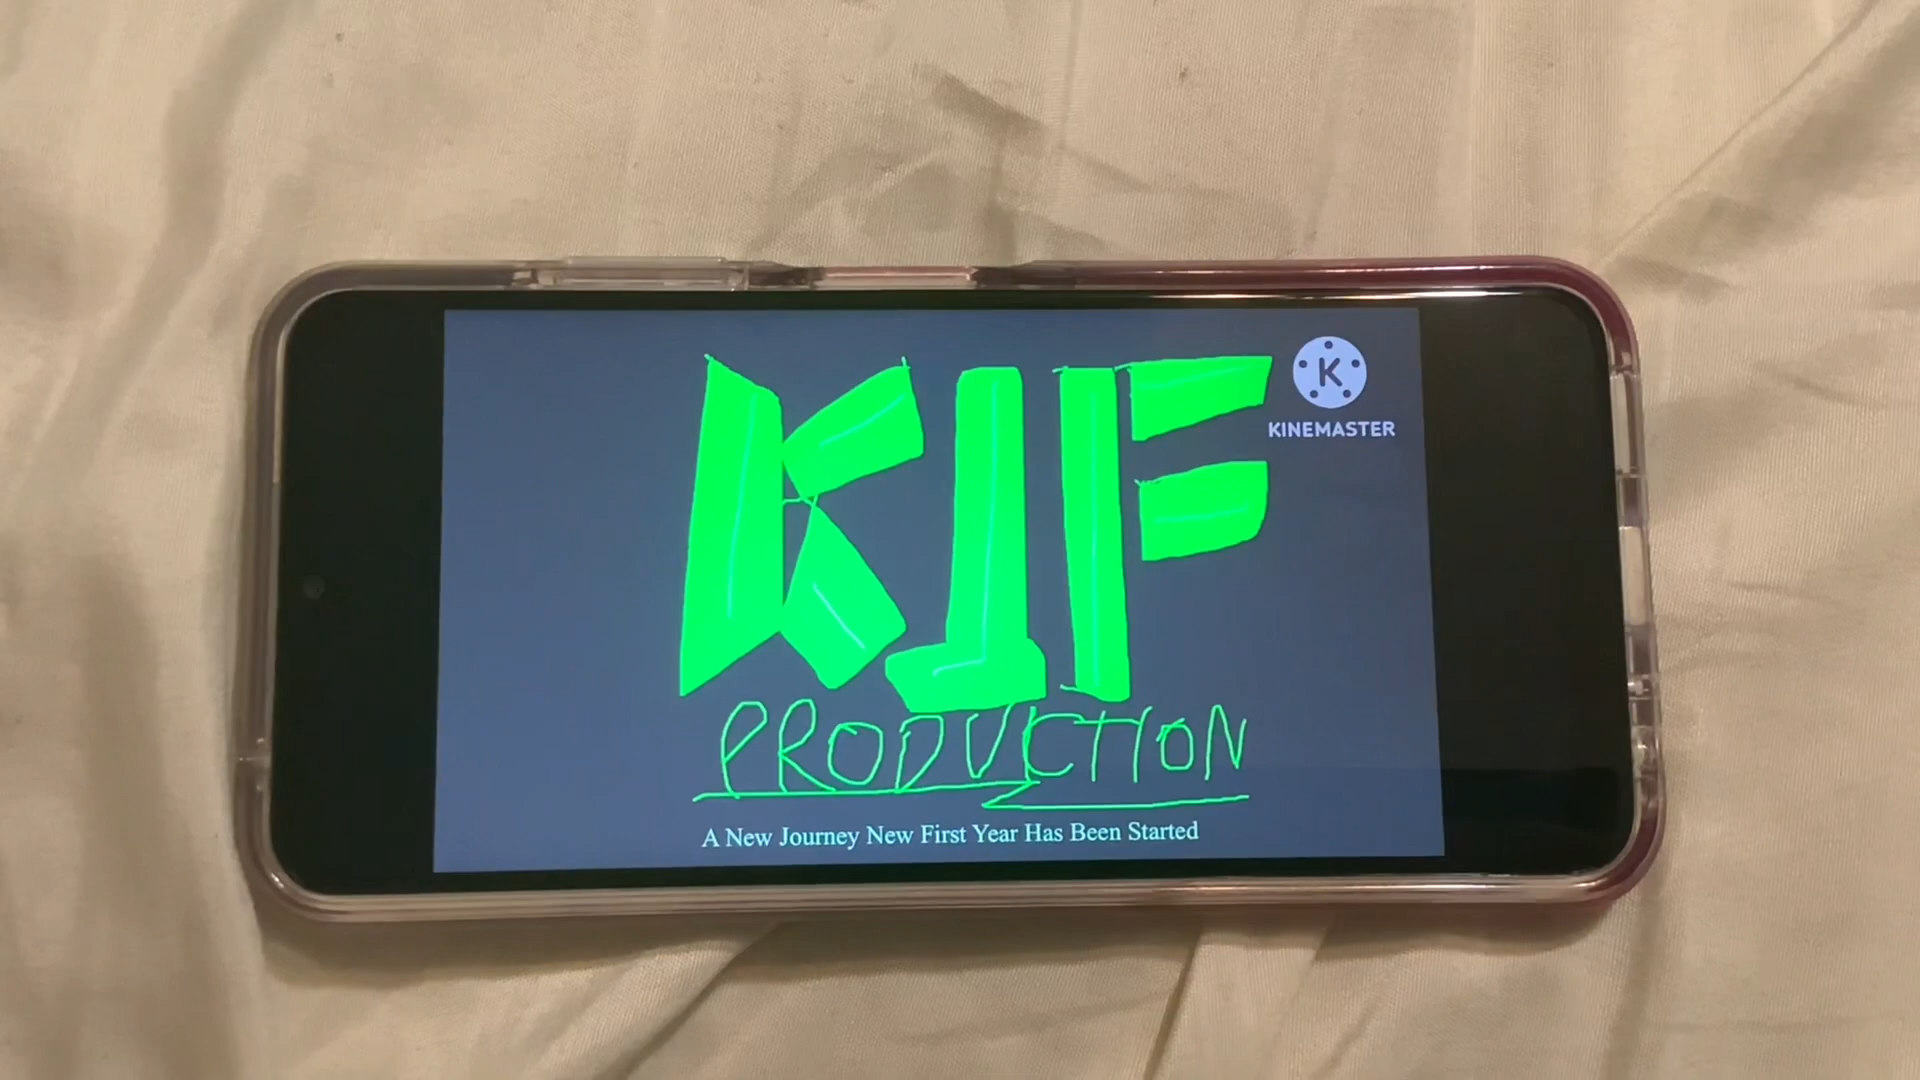 KJF
K
KINEMASTER
PRODUCTION
A New Journey New First Year Has Been Started